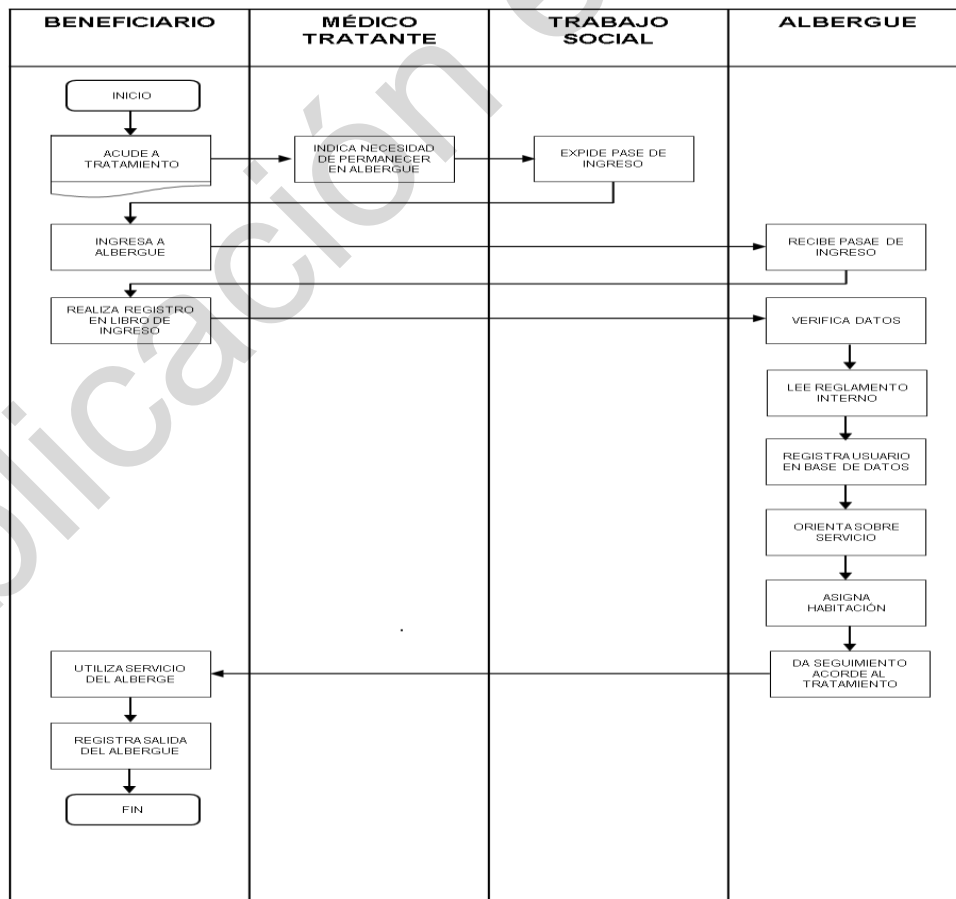 BENEFICIARIO
MÉDICO
TRATANTE
TRABAJO
SOCIAL
ALBERGUE
INICIO
ACUDE A
TRATAMIENTO
INDICA NECESIDAD
DE PERMANECER
EN ALBERGUE
EXPIDE PASE DE
INGRESO
INGRESA A
ALBERGUE
RECIBE PASAE DE
INGRESO
REALIZA REGISTRO
EN LIBRO DE
INGRESO
VERIFICA DATOS
LEE REGLAMENTO
INTERNO
REGISTRA USUARIO
EN BASE DE DATOS
ORIENTA SOBRE
SERVICIO
ASIGNA
HABITACIÓN
UTILIZA SERVICIO
DEL ALBERGE
DA SEGUIMIENTO
ACORDE AL
TRATAMIENTO
REGISTRA SALIDA
DEL ALBERGUE
FIN